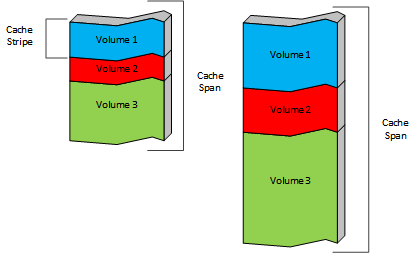 Cache
Stripe
Volume 1
Volume 2
Volume 3
Cache
Span
Volume 1
Volume 2
Volume 3
Cache
Span